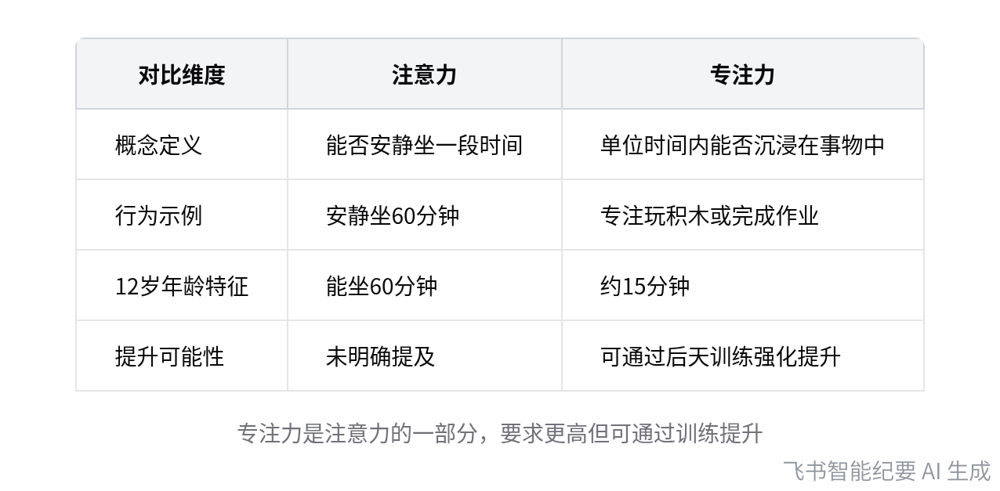 对比维度 注意力 专注力
概念定义 能否安静坐一段时间 单位时间内能否沉浸在事物中
行为示例 安静坐60分钟 专注玩积木或完成作业
12岁年龄特征 能坐60分钟 约15分钟
提升可能性 未明确提及 可通过后天训练强化提升
专注力是注意力的一部分，要求更高但可通过训练提升
飞书智能纪要 AI 生成